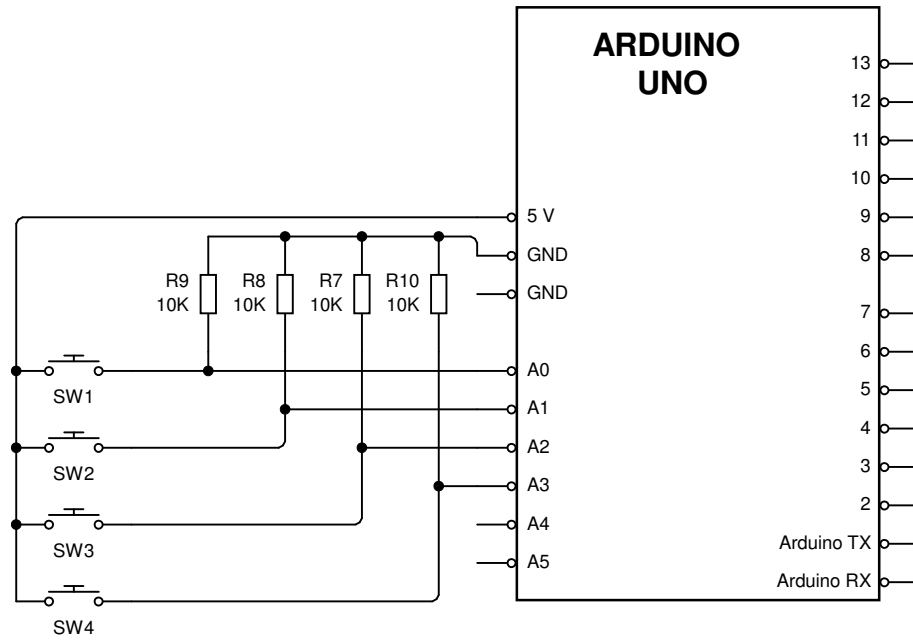 ARDUINO
UNO
13
12
11
10
9
8
7
6
5
4
3
2
Arduino TX
Arduino RX
5 V
GND
GND
A0
A1
A2
A3
A4
A5
R9
10K
R8
10K
R7
10K
R10
10K
SW1
SW2
SW3
SW4